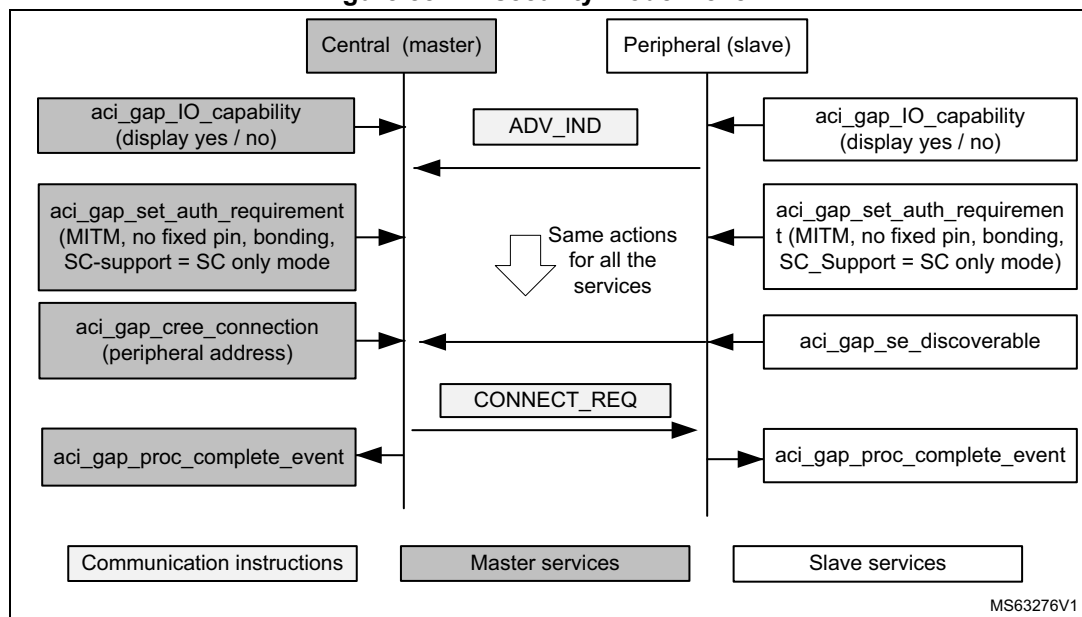 Central (master)
Peripheral (slave)
aci_gap_IO_capability
(display yes / no)
ADV_IND
aci_gap_IO_capability
(display yes / no)
aci_gap_set_auth_requirement
(MITM, no fixed pin, bonding,
SC-support = SC only mode
Same actions
for all the
services
aci_gap_set_auth_requiremen
t (MITM, no fixed pin, bonding,
SC_Support = SC only mode)
aci_gap_cree_connection
(peripheral address)
aci_gap_se_discoverable
CONNECT_REQ
aci_gap_proc_complete_event
aci_gap_proc_complete_event
Communication instructions
Master services
Slave services
MS63276V1